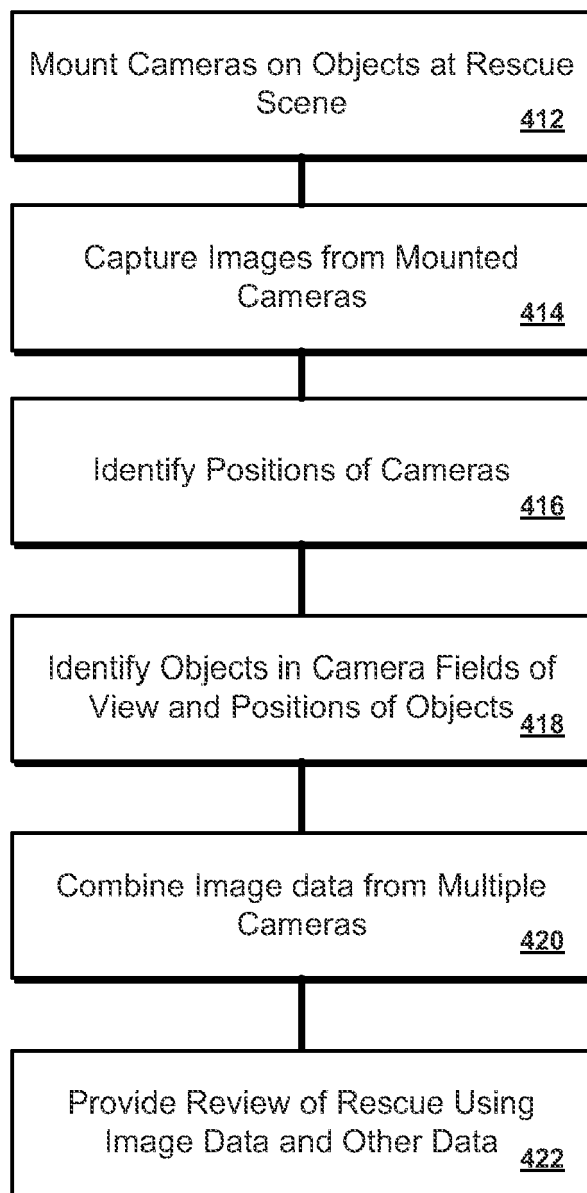 Mount Cameras on Objects at Rescue
Scene
412
Capture Images from Mounted
Cameras
414
Identify Positions of Cameras
416
Identify Objects in Camera Fields of
View and Positions of Objects
418
Combine Image data from Multiple
Cameras
420
Provide Review of Rescue Using
Image Data and Other Data
422